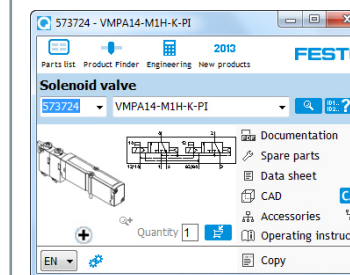 573724 - VMPA14-M1H-K-PI
Parts list Product Finder Engineering 2013 New products
FEST
Solenoid valve
573724 VMPA14-M1H-K-PI
Documentation
Spare parts
Data sheet
CAD
Accessories
Quantity 1
Operating instruc
EN
Copy